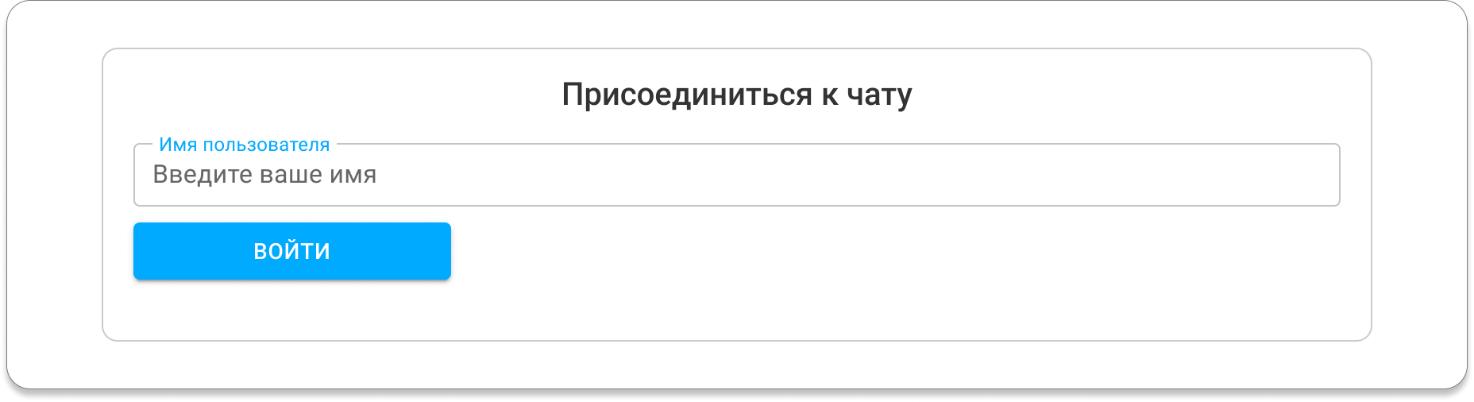 Присоединиться к чату
Имя пользователя
Введите ваше имя
ВОЙТИ